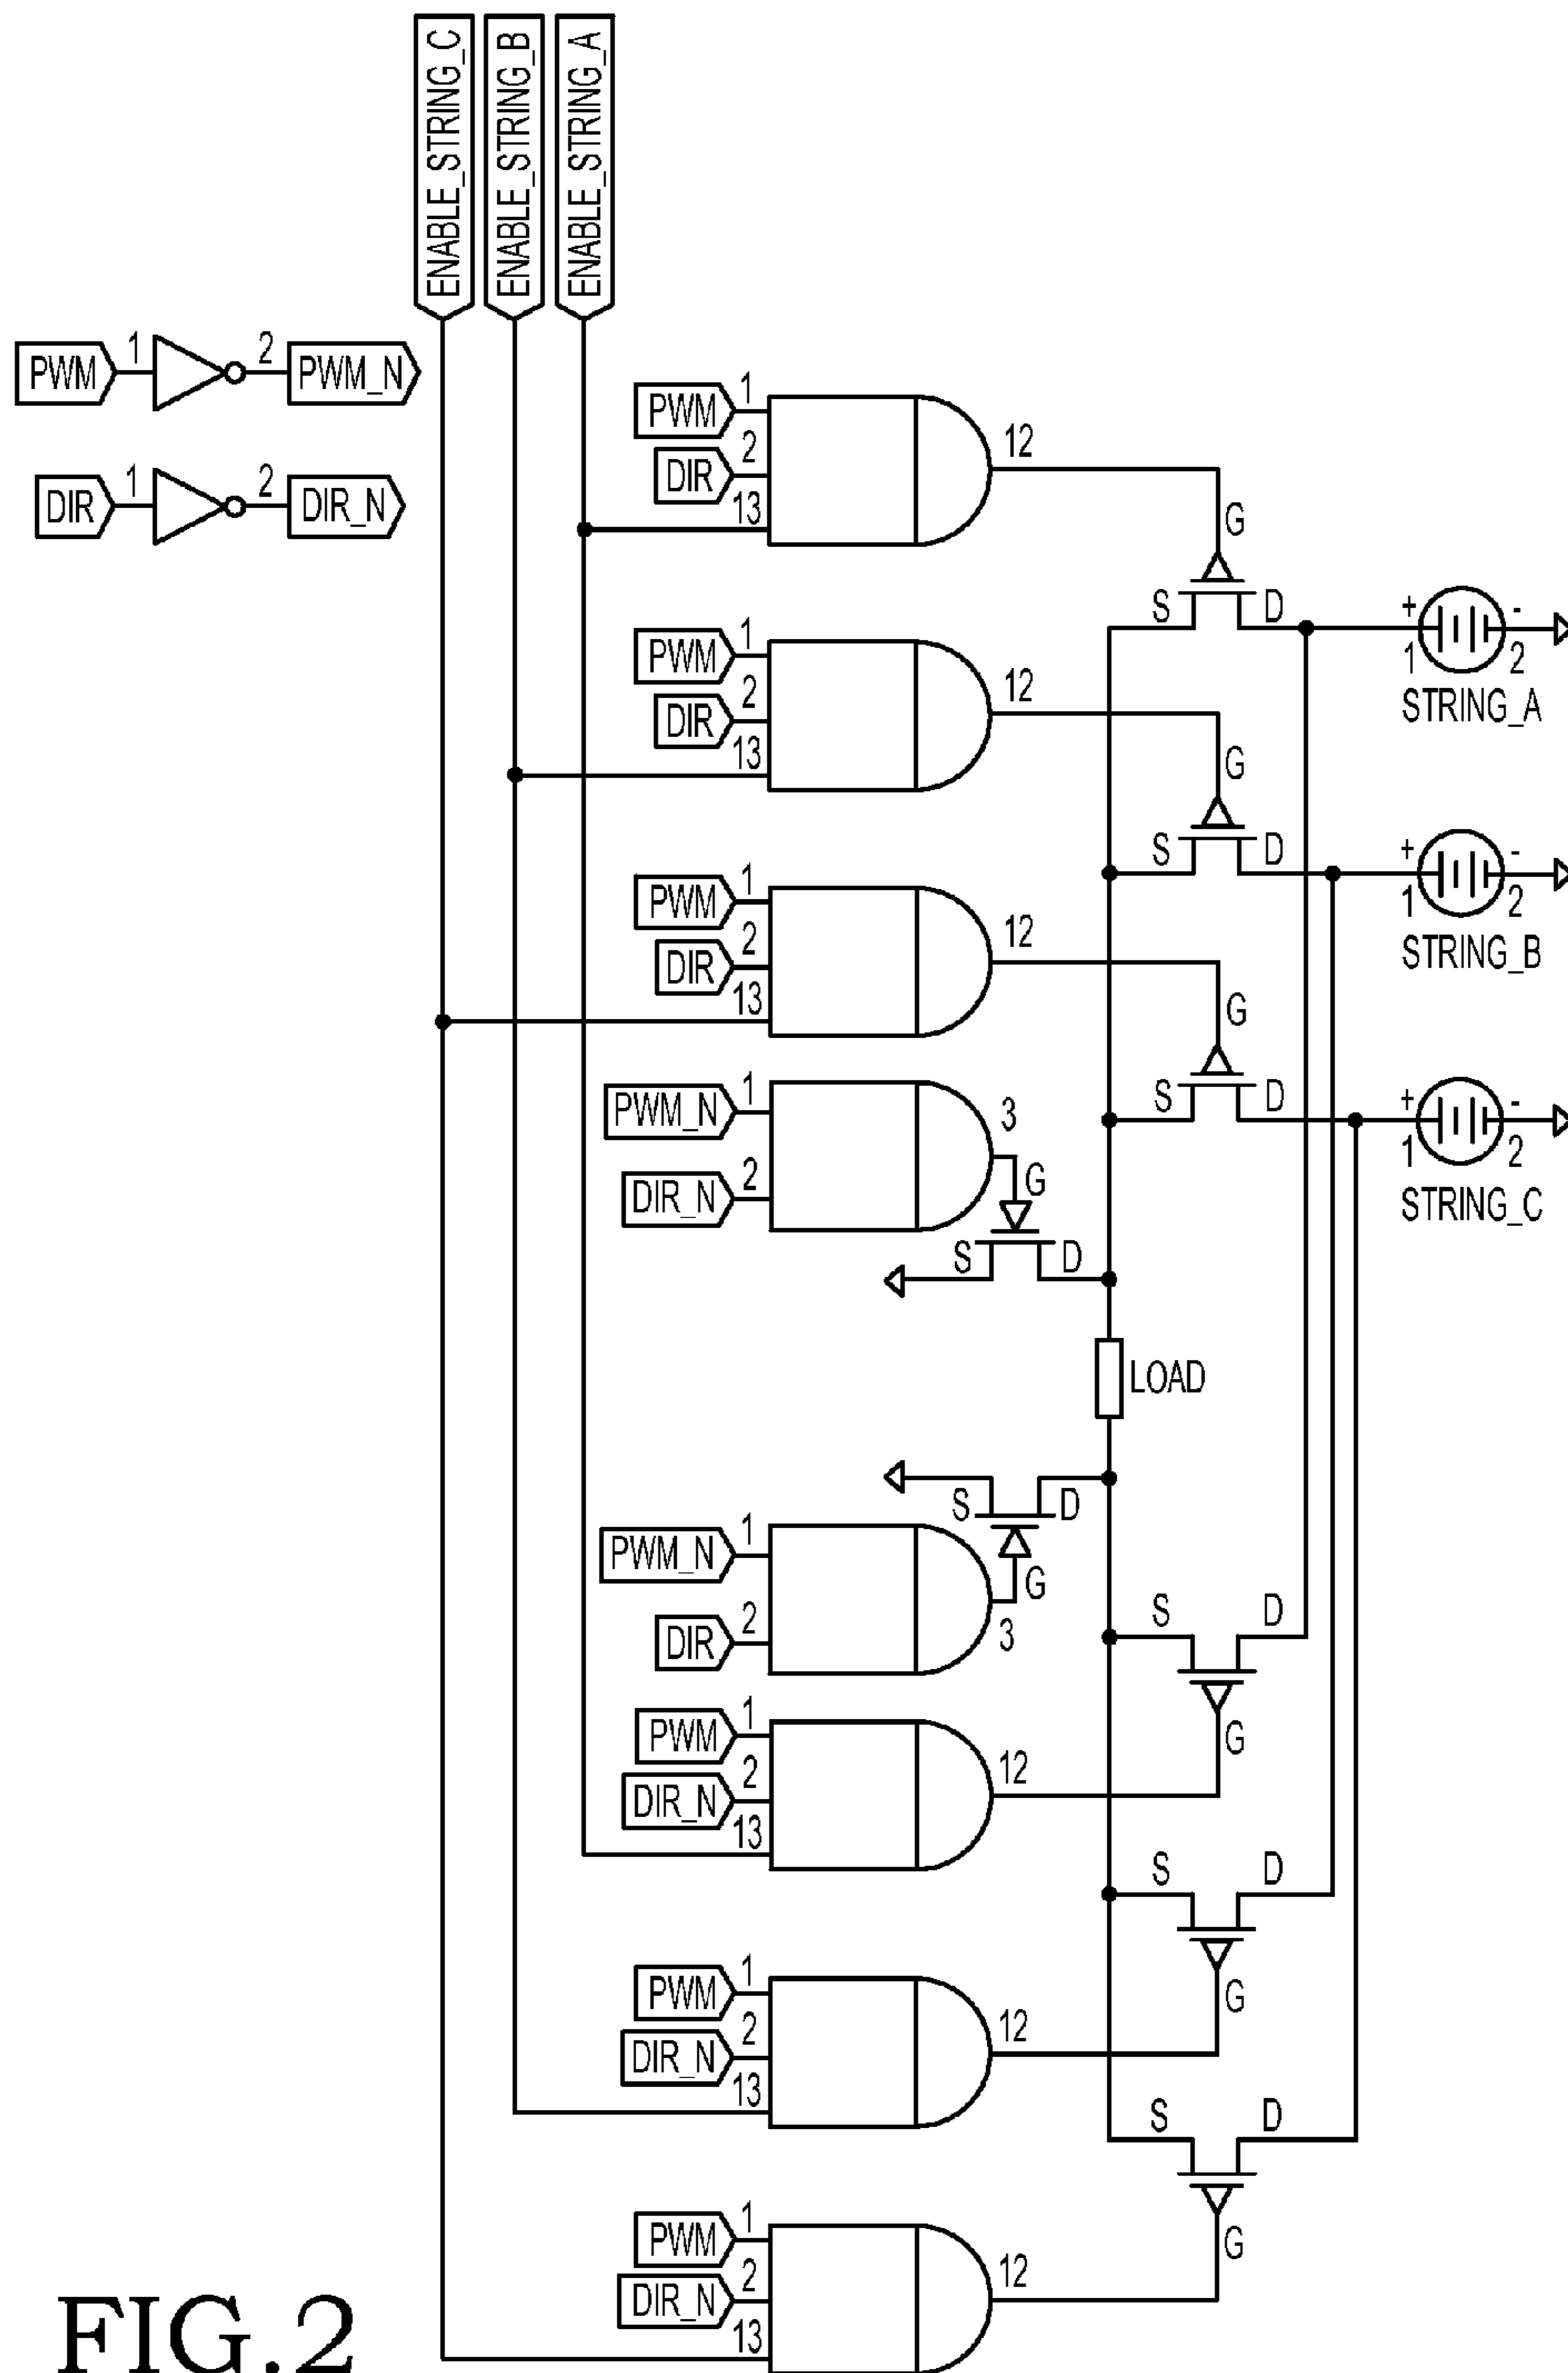 ENABLE_STRING_C
ENABLE_STRING_B
ENABLE_STRING_A
PWM 1 2 PWM_N
DIR 1 2 DIR_N
PWM 1
DIR 2
13
12
G
S D
+ -
1 2
STRING_A
PWM 1
DIR 2
13
12
G
S D
+ -
1 2
STRING_B
PWM 1
DIR 2
13
12
G
S D
+ -
1 2
STRING_C
PWM_N 1
DIR_N 2
3
G
S D
LOAD
S D
PWM_N 1
DIR 2
G
3
S D
PWM 1
DIR_N 2
13
12
G
S D
PWM 1
DIR_N 2
13
12
G
S D
PWM 1
DIR_N 2
13
12
G
FIG.2